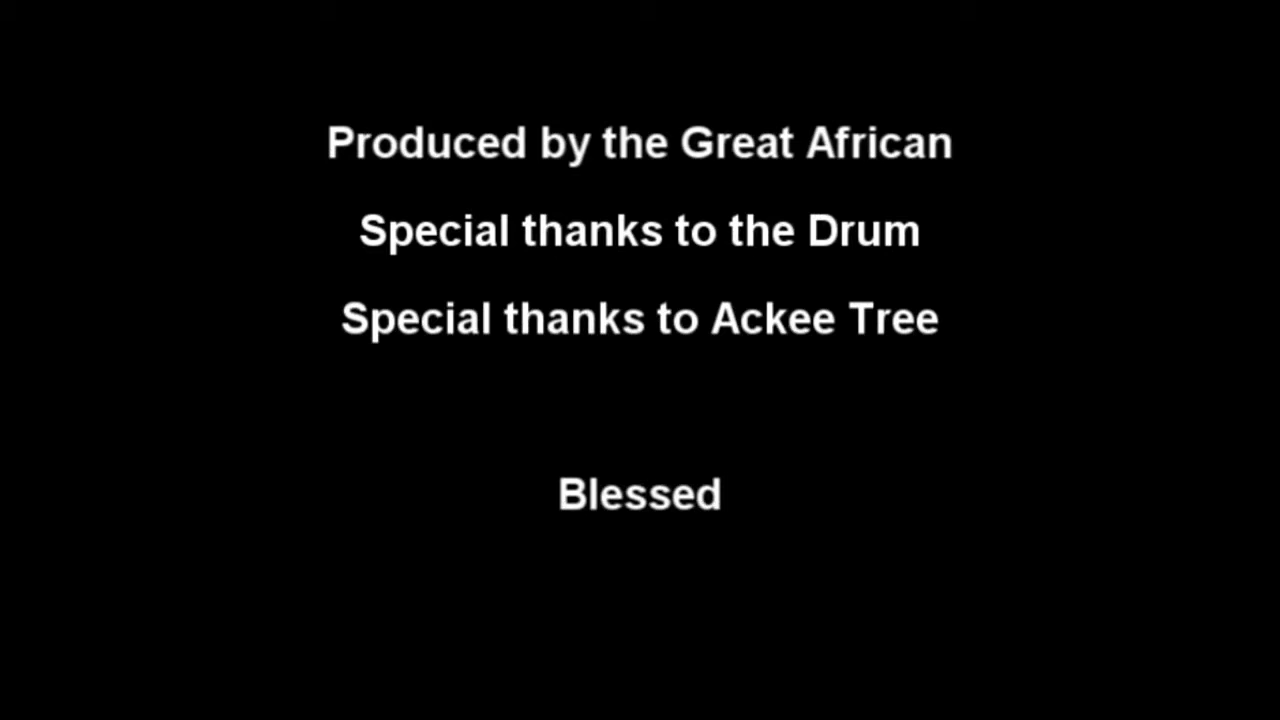 Produced by the Great African
Special thanks to the Drum
Special thanks to Ackee Tree
Blessed